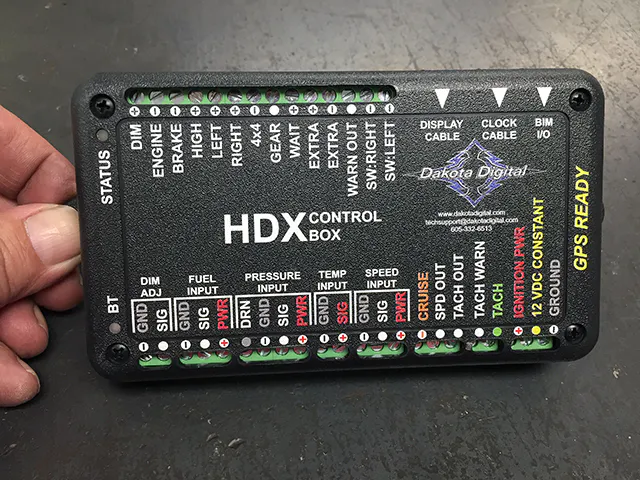 DIM
ENGINE
BRAKE
HIGH
LEFT
RIGHT
4x4
GEAR
WAIT
EXTRA
EXTRA
WARN OUT
SW:RIGHT
SW:LEFT
DISPLAY
CABLE
CLOCK
CABLE
BIM
I/O
STATUS
Dakota Digital
www.dakotadigital.com
techsupport@dakotadigital.com
605-332-6513
HDX CONTROL
BOX
GPS READY
BT
DIM
ADJ
GND
SIG
FUEL
INPUT
GND
SIG
PWR
PRESSURE
INPUT
DRN
GND
SIG
PWR
TEMP
INPUT
GND
SIG
SPEED
INPUT
GND
SIG
PWR
CRUISE
SPD OUT
TACH OUT
TACH WARN
TACH
IGNITION PWR
12 VDC CONSTANT
GROUND